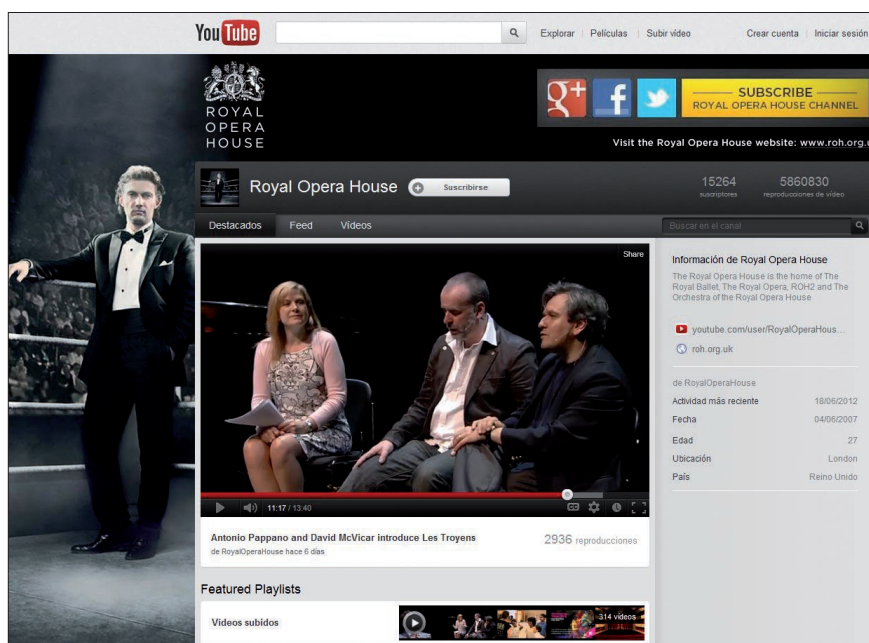 YouTube
Explorar | Películas | Subir vídeo
Crear cuenta | Iniciar sesión
ROYAL
OPERA
HOUSE
g+ f
SUBSCRIBE
ROYAL OPERA HOUSE CHANNEL
Visit the Royal Opera House website: www.roh.org.u
Royal Opera House
Suscribirse
15264
suscriptores
5860830
reproducciones de vídeo
Destacados Feed Vídeos
Buscar en el canal
Share
11:17 / 13:40
CC
Antonio Pappano and David McVicar introduce Les Troyens
de RoyalOperaHouse hace 6 días
2936 reproducciones
Featured Playlists
Vídeos subidos
314 vídeos
Información de Royal Opera House
The Royal Opera House is the home of The
Royal Ballet, The Royal Opera, ROH2 and The
Orchestra of the Royal Opera House
youtube.com/user/RoyalOperaHous...
roh.org.uk
de RoyalOperaHouse
Actividad más reciente 18/06/2012
Fecha 04/06/2007
Edad 27
Ubicación London
País Reino Unido